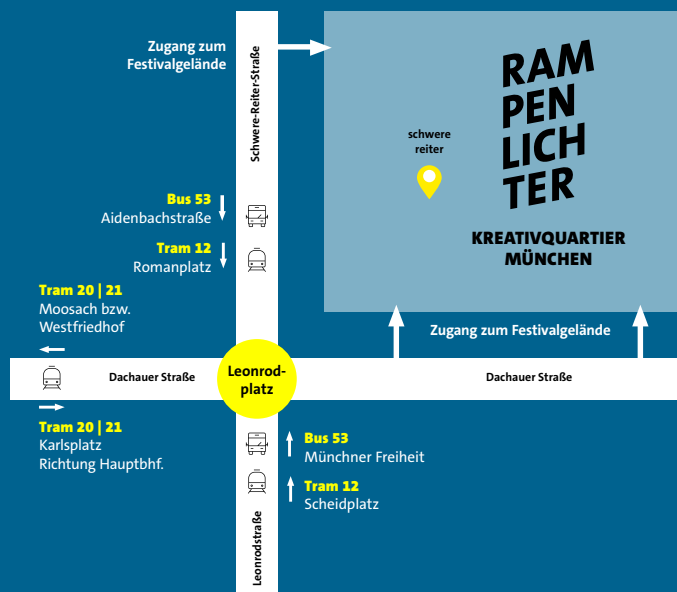 Zugang zum
Festivalgelände
Schwere-Reiter-Straße
RAM
PEN
LICH
TER
schwere
reiter
KREATIVQUARTIER
MÜNCHEN
Bus 53
Aidenbachstraße
Tram 12
Romanplatz
Tram 20 | 21
Moosach bzw.
Westfriedhof
Zugang zum Festivalgelände
Dachauer Straße
Leonrod-
platz
Dachauer Straße
Tram 20 | 21
Karlsplatz
Richtung Hauptbhf.
Bus 53
Münchner Freiheit
Tram 12
Scheidplatz
Leonrodstraße